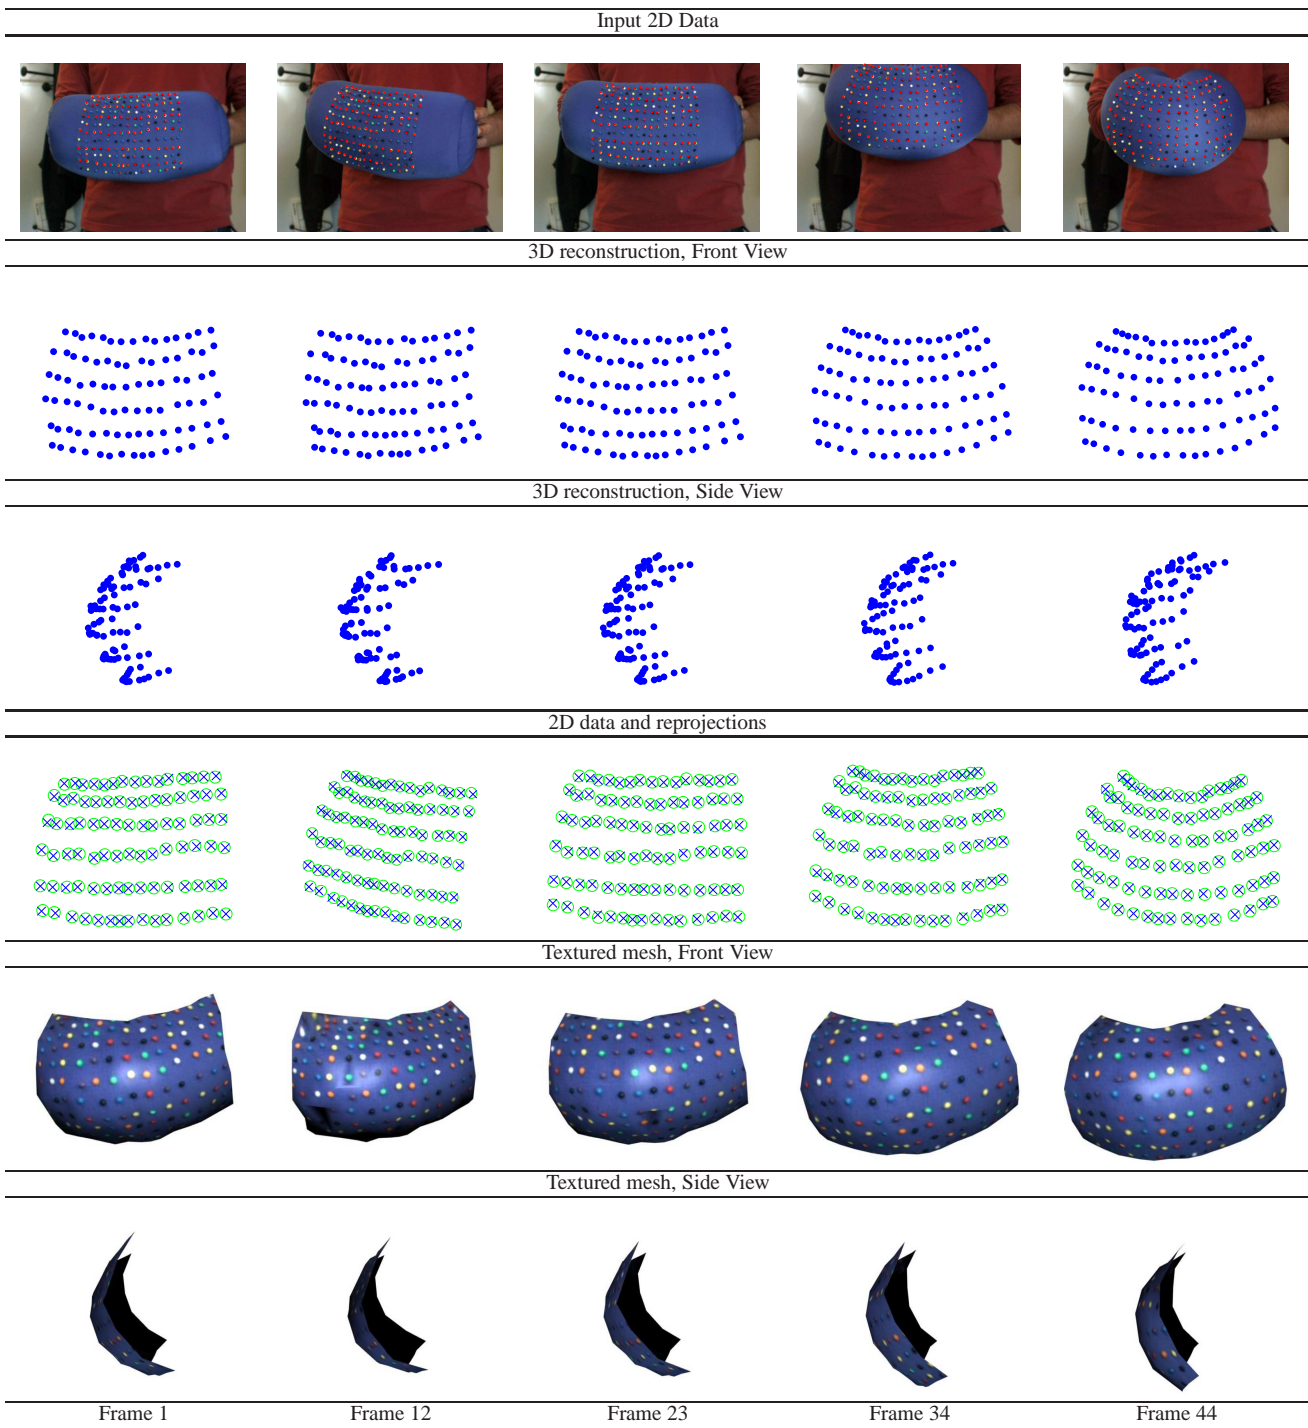 Input 2D Data
3D reconstruction, Front View
3D reconstruction, Side View
2D data and reprojections
Textured mesh, Front View
Textured mesh, Side View
Frame 1
Frame 12
Frame 23
Frame 34
Frame 44